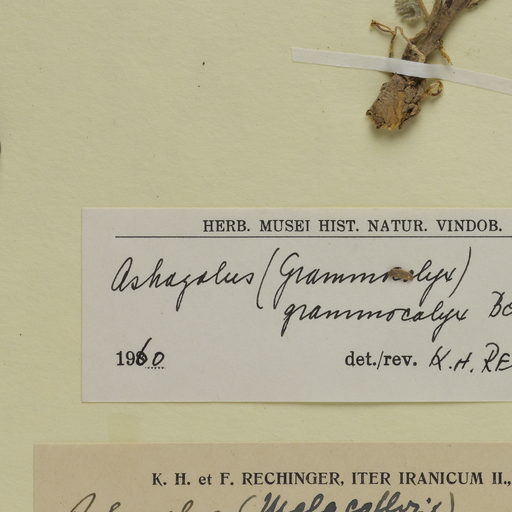 HERB. MUSEI HIST. NATUR. VINDOB.
Astragalus (Grammocalyx)
grammocalyx
1960 det./rev. K.H. RE
K. H. et F. RECHINGER, ITER IRANICUM II.,